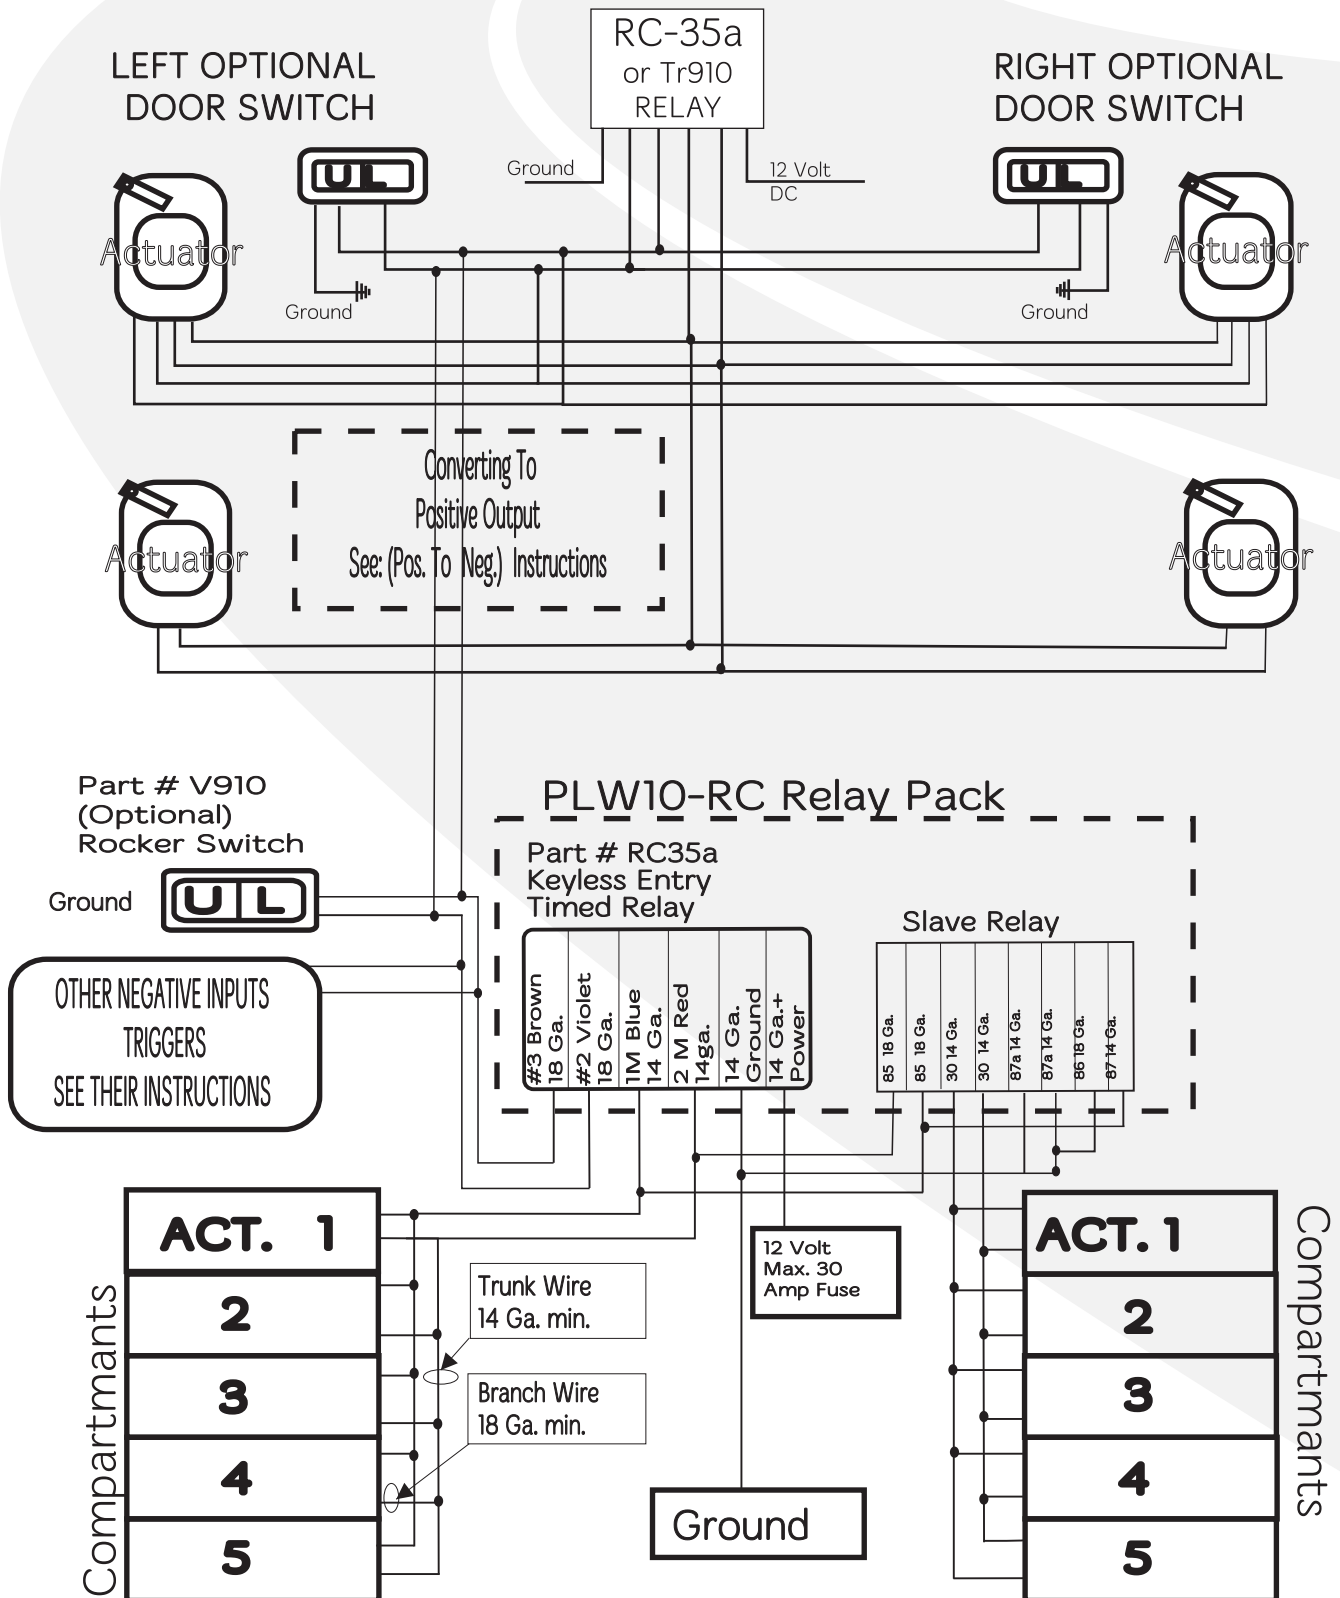 RC-35a
or Tr910
RELAY
LEFT OPTIONAL
DOOR SWITCH
RIGHT OPTIONAL
DOOR SWITCH
Ground
12 Volt
DC
U L
U L
Actuator
Actuator
Ground
Ground
Converting To
Positive Output
See: (Pos. To Neg.) Instructions
Actuator
Actuator
Part # V910
(Optional)
Rocker Switch
Ground
U L
OTHER NEGATIVE INPUTS
TRIGGERS
SEE THEIR INSTRUCTIONS
PLW10-RC Relay Pack
Part # RC35a
Keyless Entry
Timed Relay
#3 Brown
18 Ga.
#2 Violet
18 Ga.
1M Blue
14 Ga.
2 M Red
14ga.
14 Ga.
Ground
14 Ga.+
Power
Slave Relay
85 18 Ga.
85 18 Ga.
30 14 Ga.
30 14 Ga.
87a 14 Ga.
87a 14 Ga.
86 18 Ga.
87 14 Ga.
ACT. 1
2
3
4
5
Compartmants
Trunk Wire
14 Ga. min.
Branch Wire
18 Ga. min.
12 Volt
Max. 30
Amp Fuse
Ground
ACT. 1
2
3
4
5
Compartmants